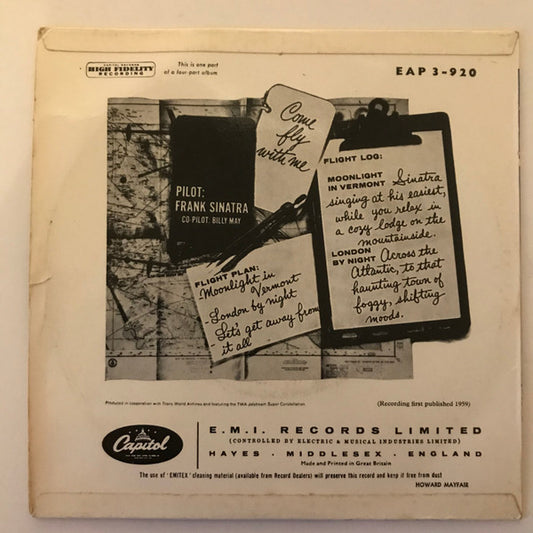 CAPITOL RECORDS
HIGH FIDELITY
RECORDING
This is one part
of a four-part album
EAP 3-920
Come
fly
with me
PILOT:
FRANK SINATRA
CO-PILOT: BILLY MAY
FLIGHT LOG:
MOONLIGHT
IN VERMONT Sinatra
singing at his easiest,
while you relax in
a cozy lodge on the
mountainside.
LONDON
BY NIGHT Across the
Atlantic, to that
haunting town of
foggy, shifting
moods.
FLIGHT PLAN:
Moonlight in
Vermont
-London by night
-Let's get away from
it all
Produced in cooperation with Trans World Airlines and featuring the TWA Jetstream Super Constellation.
(Recording first published 1959)
Capitol
E.M.I. RECORDS LIMITED
(CONTROLLED BY ELECTRIC & MUSICAL INDUSTRIES LIMITED)
HAYES · MIDDLESEX · ENGLAND
Made and Printed in Great Britain
The use of 'EMITEX' cleaning material (available from Record Dealers) will preserve this record and keep it free from dust
HOWARD MAYFAIR